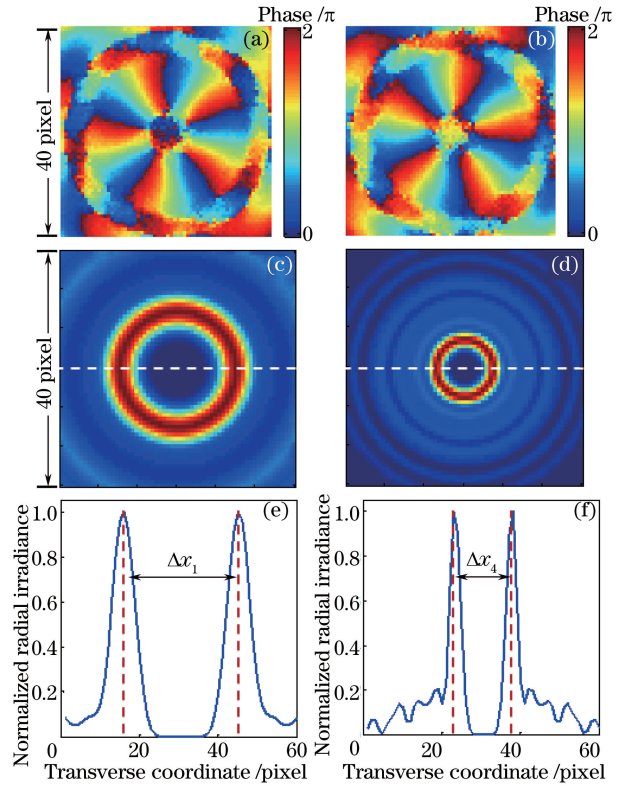 Phase /π
Phase /π
(a)
2
0
(b)
2
0
40 pixel
(c)
(d)
40 pixel
(e)
Normalized radial irradiance
1.0
0.8
0.6
0.4
0.2
0
20
40
60
Δx1
Transverse coordinate /pixel
(f)
Normalized radial irradiance
1.0
0.8
0.6
0.4
0.2
0
20
40
60
Δx4
Transverse coordinate /pixel